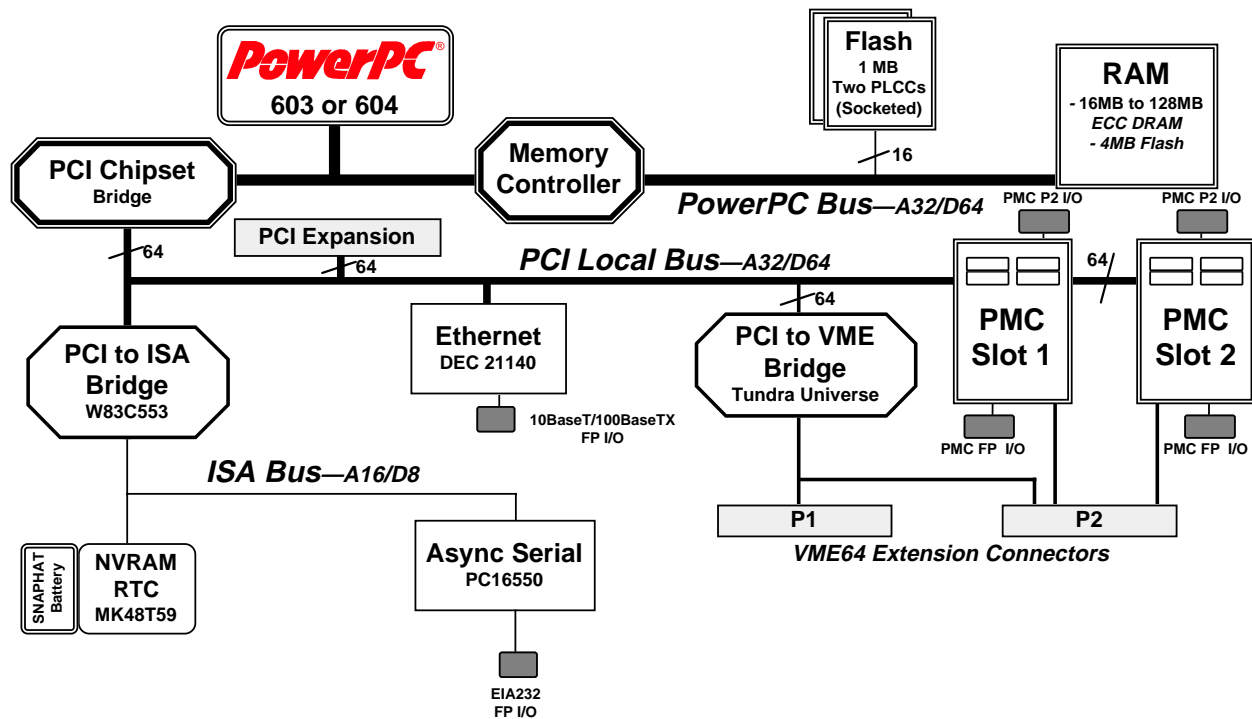 PowerPC®
603 or 604
Flash
1 MB
Two PLCCs
(Socketed)
RAM
- 16MB to 128MB
ECC DRAM
- 4MB Flash
PCI Chipset
Bridge
Memory
Controller
16
PowerPC Bus—A32/D64
PMC P2 I/O
PMC P2 I/O
PCI Expansion
64
64
PCI Local Bus—A32/D64
64
64
PCI to ISA
Bridge
W83C553
Ethernet
DEC 21140
PCI to VME
Bridge
Tundra Universe
PMC
Slot 1
PMC
Slot 2
10BaseT/100BaseTX
FP I/O
PMC FP I/O
PMC FP I/O
ISA Bus—A16/D8
P1
P2
VME64 Extension Connectors
SNAPHAT
Battery
NVRAM
RTC
MK48T59
Async Serial
PC16550
EIA232
FP I/O